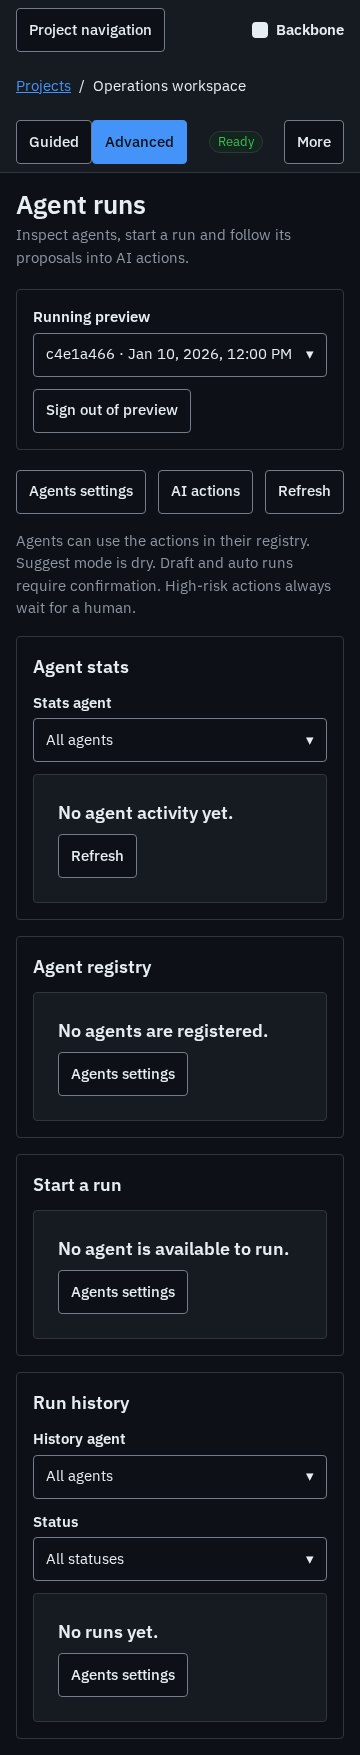 Project navigation
Backbone
Projects / Operations workspace
Guided
Advanced
Ready
More
Agent runs
Inspect agents, start a run and follow its
proposals into AI actions.
Running preview
c4e1a466 · Jan 10, 2026, 12:00 PM ▾
Sign out of preview
Agents settings
AI actions
Refresh
Agents can use the actions in their registry.
Suggest mode is dry. Draft and auto runs
require confirmation. High-risk actions always
wait for a human.
Agent stats
Stats agent
All agents ▾
No agent activity yet.
Refresh
Agent registry
No agents are registered.
Agents settings
Start a run
No agent is available to run.
Agents settings
Run history
History agent
All agents ▾
Status
All statuses ▾
No runs yet.
Agents settings